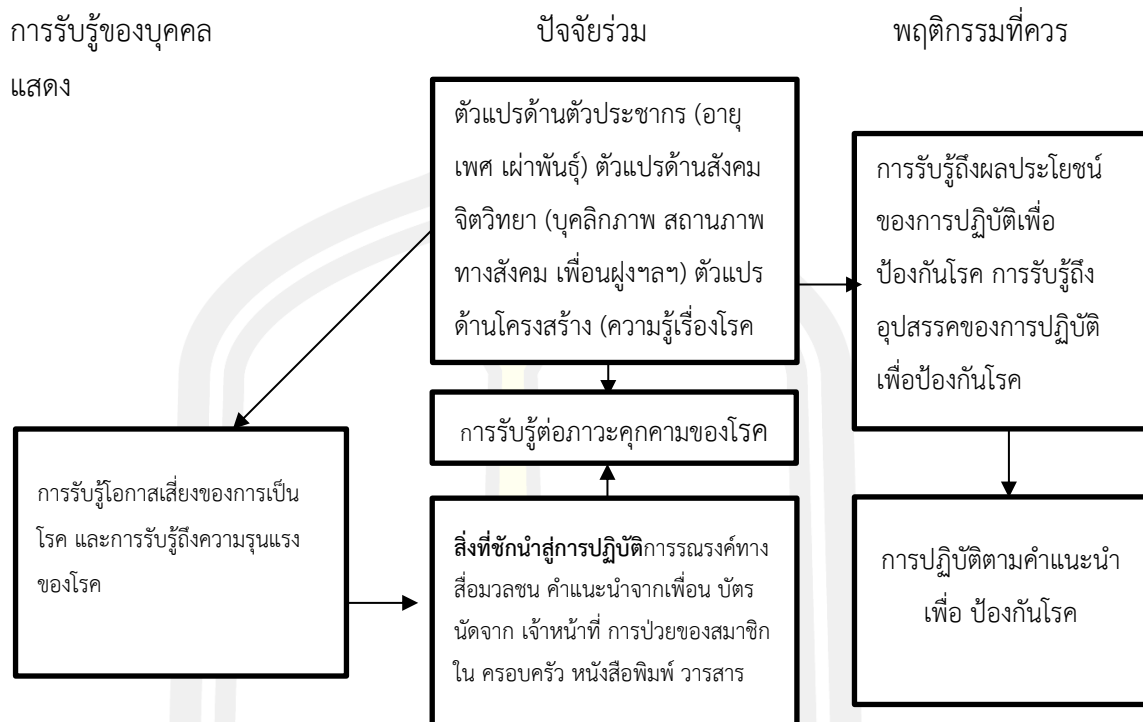 การรับรู้ของบุคคล
ปัจจัยร่วม
พฤติกรรมที่ควร
แสดง
ตัวแปรด้านตัวประชากร (อายุ
เพศ เผ่าพันธุ์) ตัวแปรด้านสังคม
จิตวิทยา (บุคลิกภาพ สถานภาพ
ทางสังคม เพื่อนฝูงฯลฯ) ตัวแปร
ด้านโครงสร้าง (ความรู้เรื่องโรค
การรับรู้ถึงผลประโยชน์
ของการปฏิบัติเพื่อ
ป้องกันโรค การรับรู้ถึง
อุปสรรคของการปฏิบัติ
เพื่อป้องกันโรค
การรับรู้ต่อภาวะคุกคามของโรค
การรับรู้โอกาสเสี่ยงของการเป็น
โรค และการรับรู้ถึงความรุนแรง
ของโรค
สิ่งที่ชักนำสู่การปฏิบัติการรณรงค์ทาง
สื่อมวลชน คำแนะนำจากเพื่อน บัตร
นัดจาก เจ้าหน้าที่ การป่วยของสมาชิก
ใน ครอบครัว หนังสือพิมพ์ วารสาร
การปฏิบัติตามคำแนะนำ
เพื่อ ป้องกันโรค